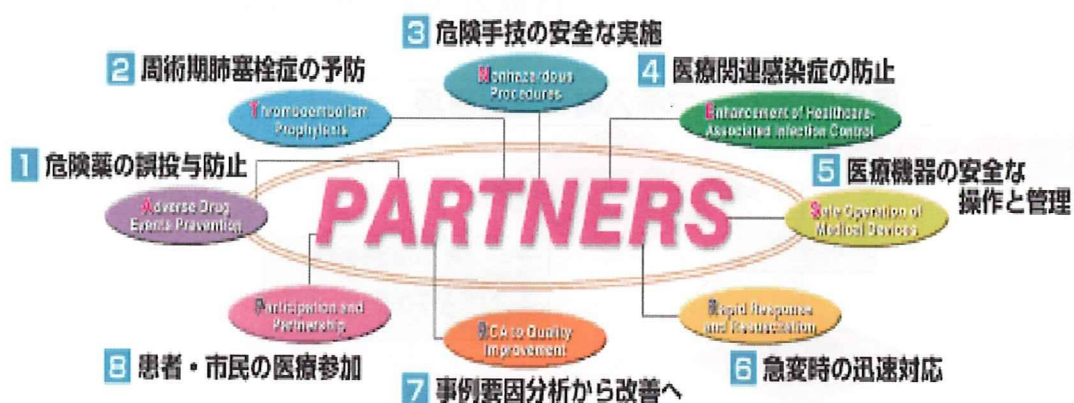 3 危険手技の安全な実施
Nonhazardous
Procedures
2 周術期肺塞栓症の予防
Thromboembolism
Prophylaxis
4 医療関連感染症の防止
Enhancement of Healthcare-
Associated Infection Control
1 危険薬の誤投与防止
Adverse Drug
Events Prevention
PARTNERS
5 医療機器の安全な
操作と管理
Safe Operation of
Medical Devices
Participation and
Partnership
8 患者・市民の医療参加
RCA to Quality
Improvement
7 事例要因分析から改善へ
Rapid Response
and Resuscitation
6 急変時の迅速対応